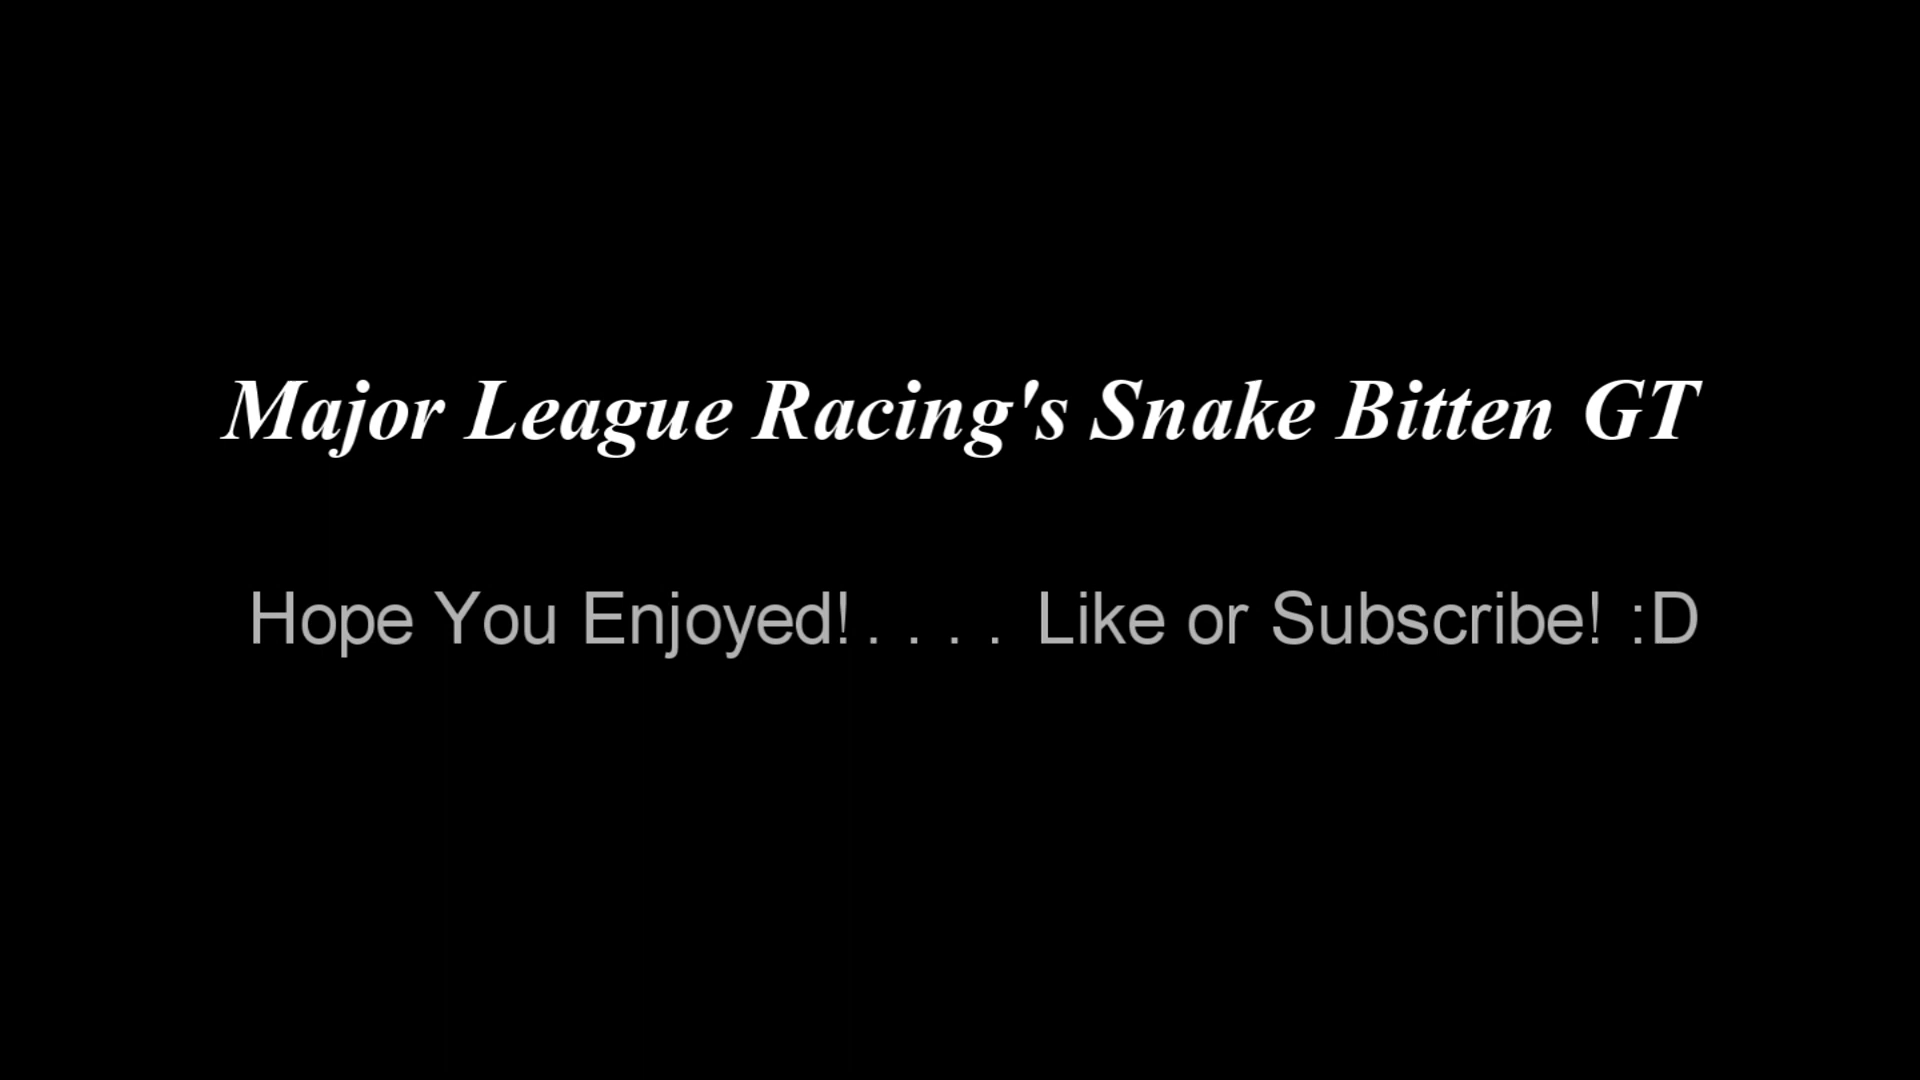 Major League Racing's Snake Bitten GT
Hope You Enjoyed! . . . . Like or Subscribe! :D